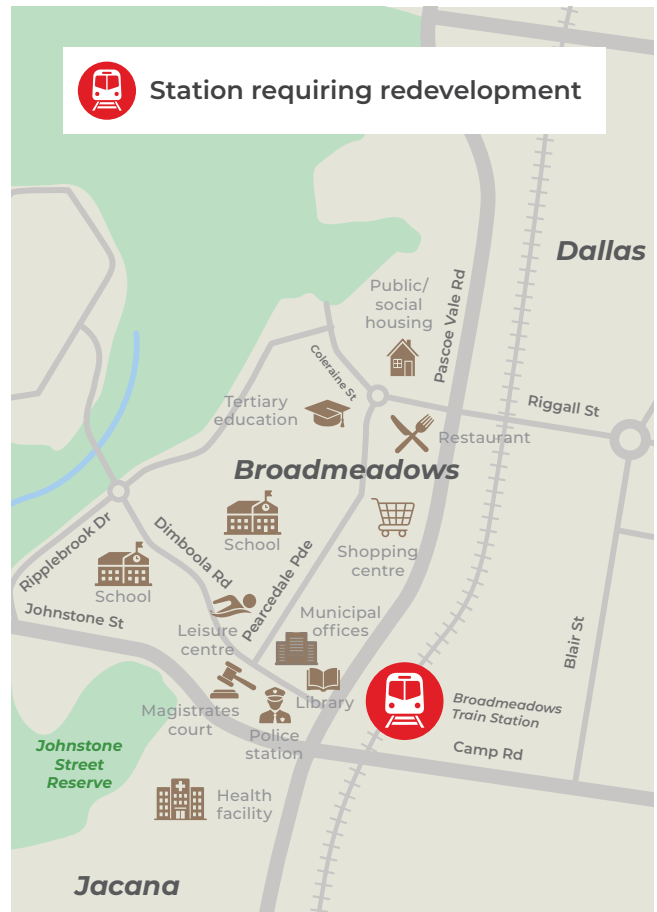 Station requiring redevelopment
Dallas
Public/
social
housing
Pascoe Vale Rd
Coleraine St
Riggall St
Tertiary
education
Restaurant
Broadmeadows
School
Shopping
centre
Ripplebrook Dr
Dimboola Rd
Pearcedale Pde
School
Johnstone St
Leisure
centre
Municipal
offices
Blair St
Magistrates
court
Library
Police
station
Broadmeadows
Train Station
Camp Rd
Johnstone
Street
Reserve
Health
facility
Jacana